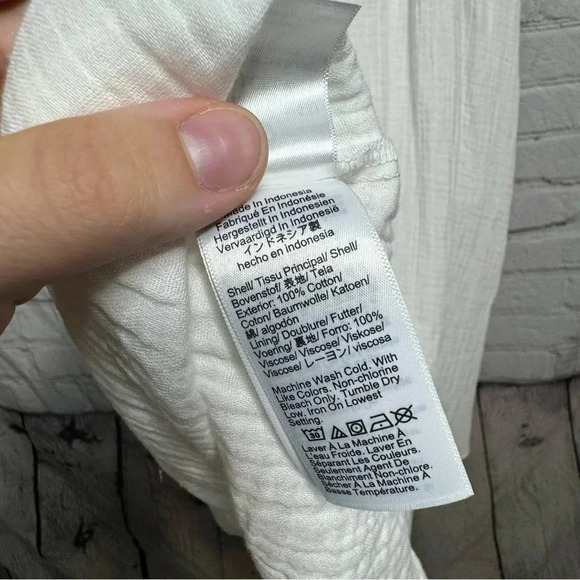 Made In Indonesia
Fabriqué En Indonésie
Hergestellt In Indonesien
Vervaardigd In Indonesië
インドネシア製
hecho en indonesia
Shell/ Tissu Principal/ Shell/
Bovenstof/ 表地/ Tela
Exterior: 100% Cotton/
Coton/ Baumwolle/ Katoen/
綿/ algodón
Lining/ Doublure/ Futter/
Voering/ 裏地/ Forro: 100%
Viscose/ Viscose/ Viskose/
Viscose/ レーヨン/ viscosa
Machine Wash Cold. With
Like Colors. Non-chlorine
Bleach Only. Tumble Dry
Low. Iron On Lowest
Setting.
30
Laver À La Machine À
L'eau Froide. Laver En
Séparant Les Couleurs.
Seulement Agent De
Blanchiment Non-chlore.
Sécher À La Machine À
Basse Température.